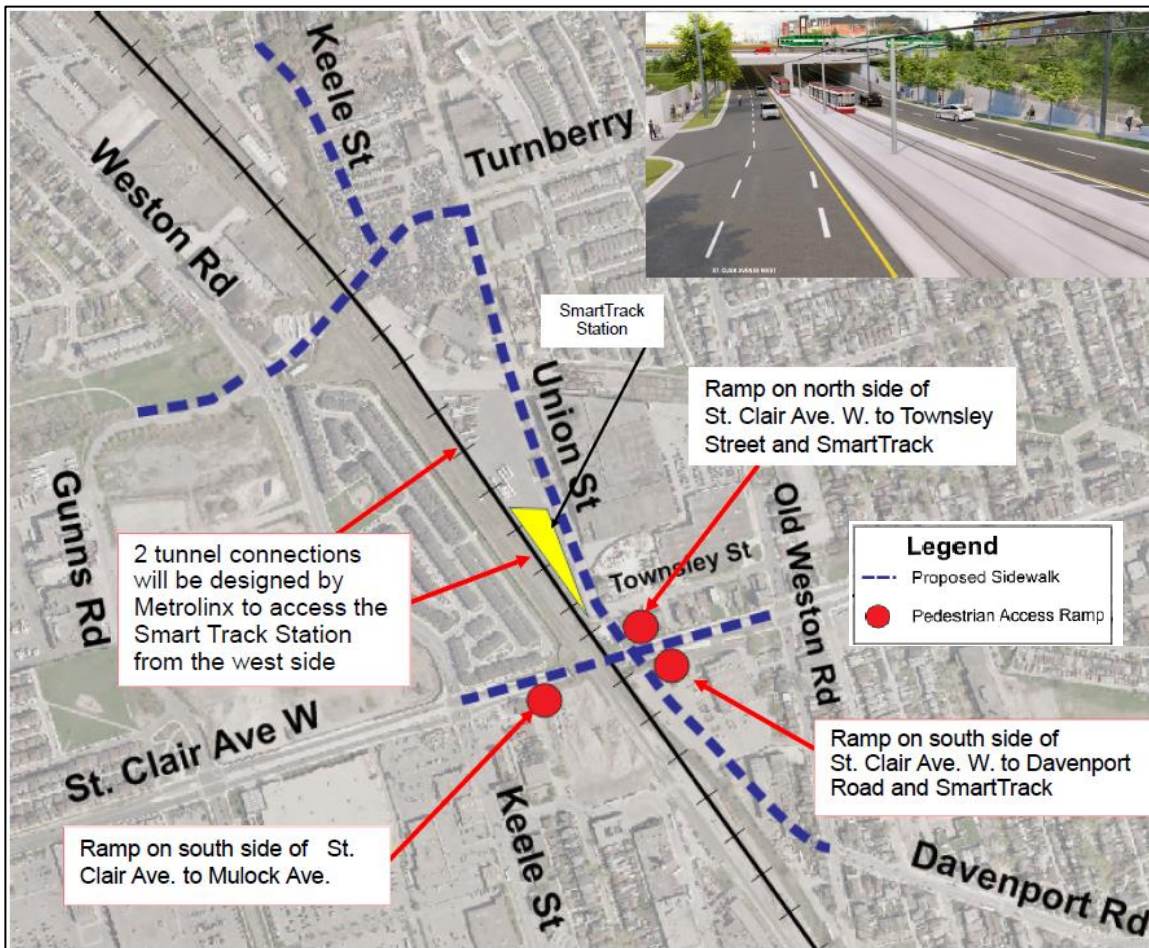 Keele St
Weston Rd
Turnberry
ST. CLAIR AVENUE WEST
SmartTrack
Station
Union St
Ramp on north side of
St. Clair Ave. W. to Townsley
Street and SmartTrack
Gunns Rd
2 tunnel connections
will be designed by
Metrolinx to access the
Smart Track Station
from the west side
Townsley St
Old Weston Rd
Legend
Proposed Sidewalk
Pedestrian Access Ramp
St. Clair Ave W
Ramp on south side of
St. Clair Ave. W. to Davenport
Road and SmartTrack
Ramp on south side of St.
Clair Ave. to Mulock Ave.
Keele St
Davenport Rd